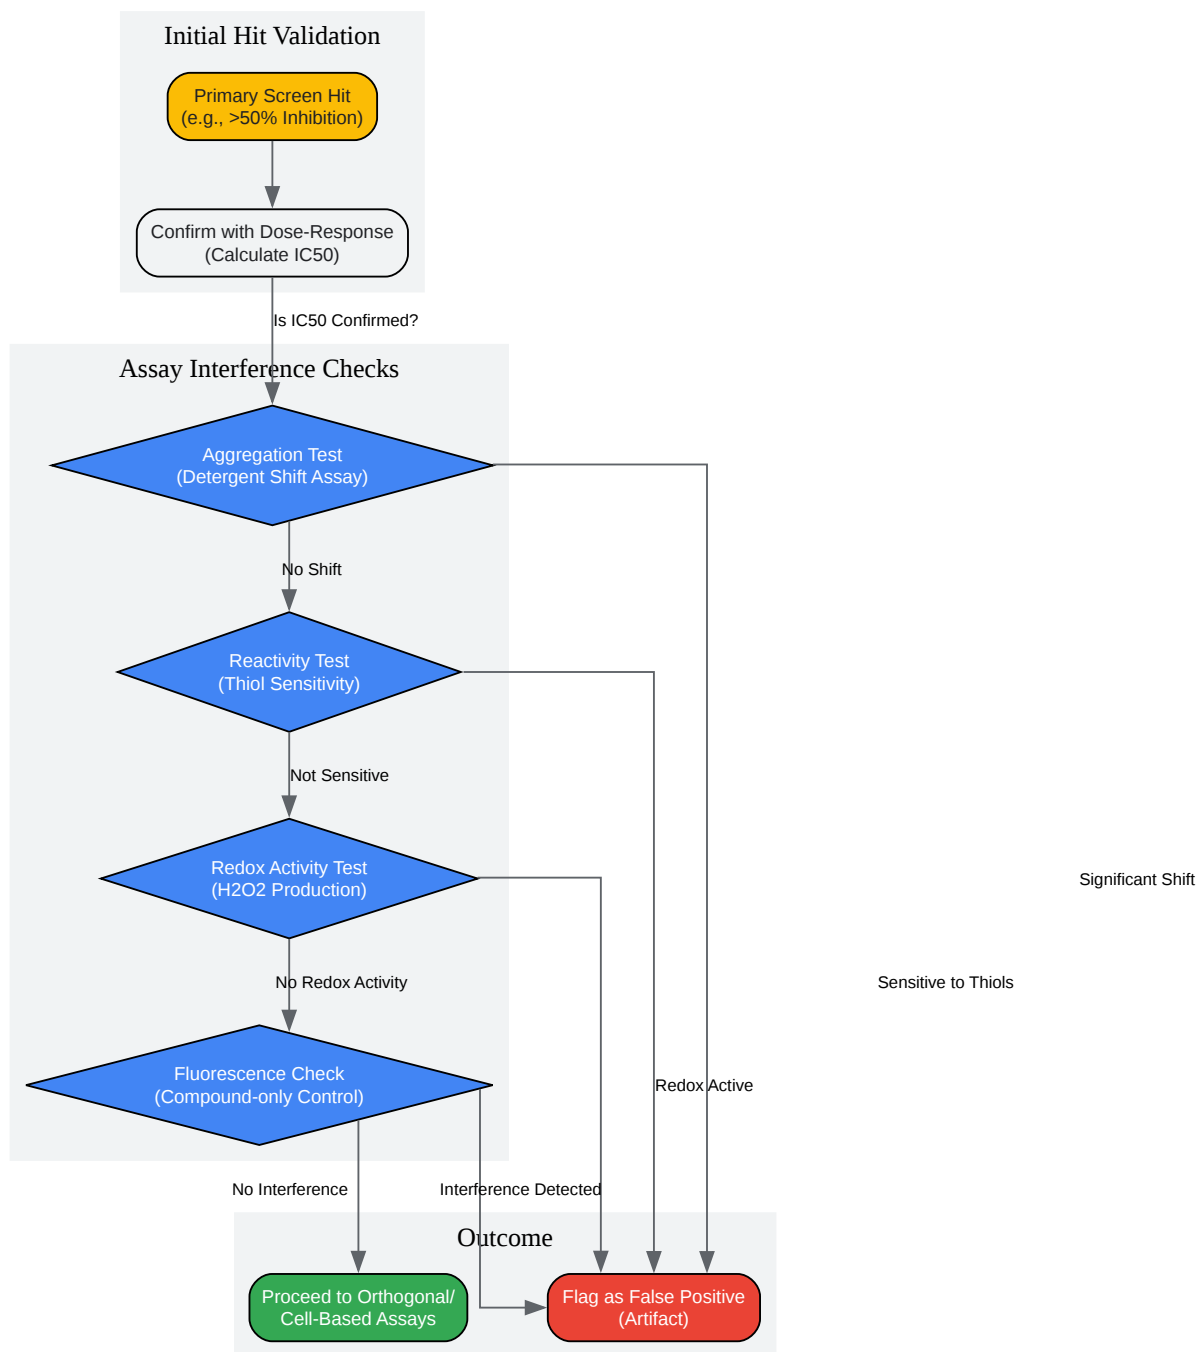 Initial Hit Validation
Primary Screen Hit
(e.g., >50% Inhibition)
Confirm with Dose-Response
(Calculate IC50)
Is IC50 Confirmed?
Assay Interference Checks
Aggregation Test
(Detergent Shift Assay)
No Shift
Reactivity Test
(Thiol Sensitivity)
Not Sensitive
Redox Activity Test
(H2O2 Production)
Significant Shift
No Redox Activity
Sensitive to Thiols
Fluorescence Check
(Compound-only Control)
Redox Active
No Interference
Interference Detected
Outcome
Proceed to Orthogonal/
Cell-Based Assays
Flag as False Positive
(Artifact)